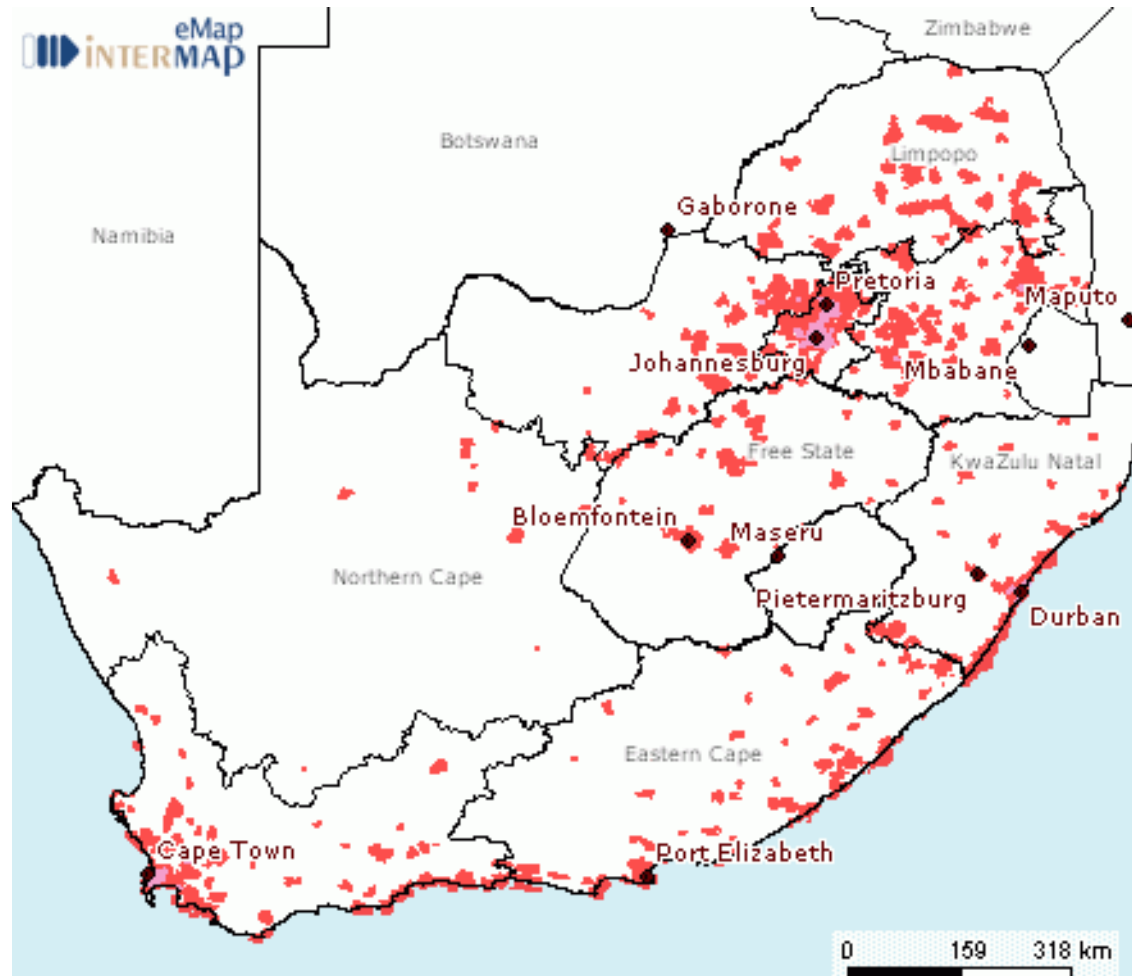 eMap
INTERMAP
Zimbabwe
Botswana
Limpopo
Gaborone
Namibia
Pretoria
Maputo
Johannesburg
Mbabane
Free State
KwaZulu Natal
Bloemfontein
Maseru
Northern Cape
Pietermaritzburg
Durban
Eastern Cape
Cape Town
Port Elizabeth
0 159 318 km